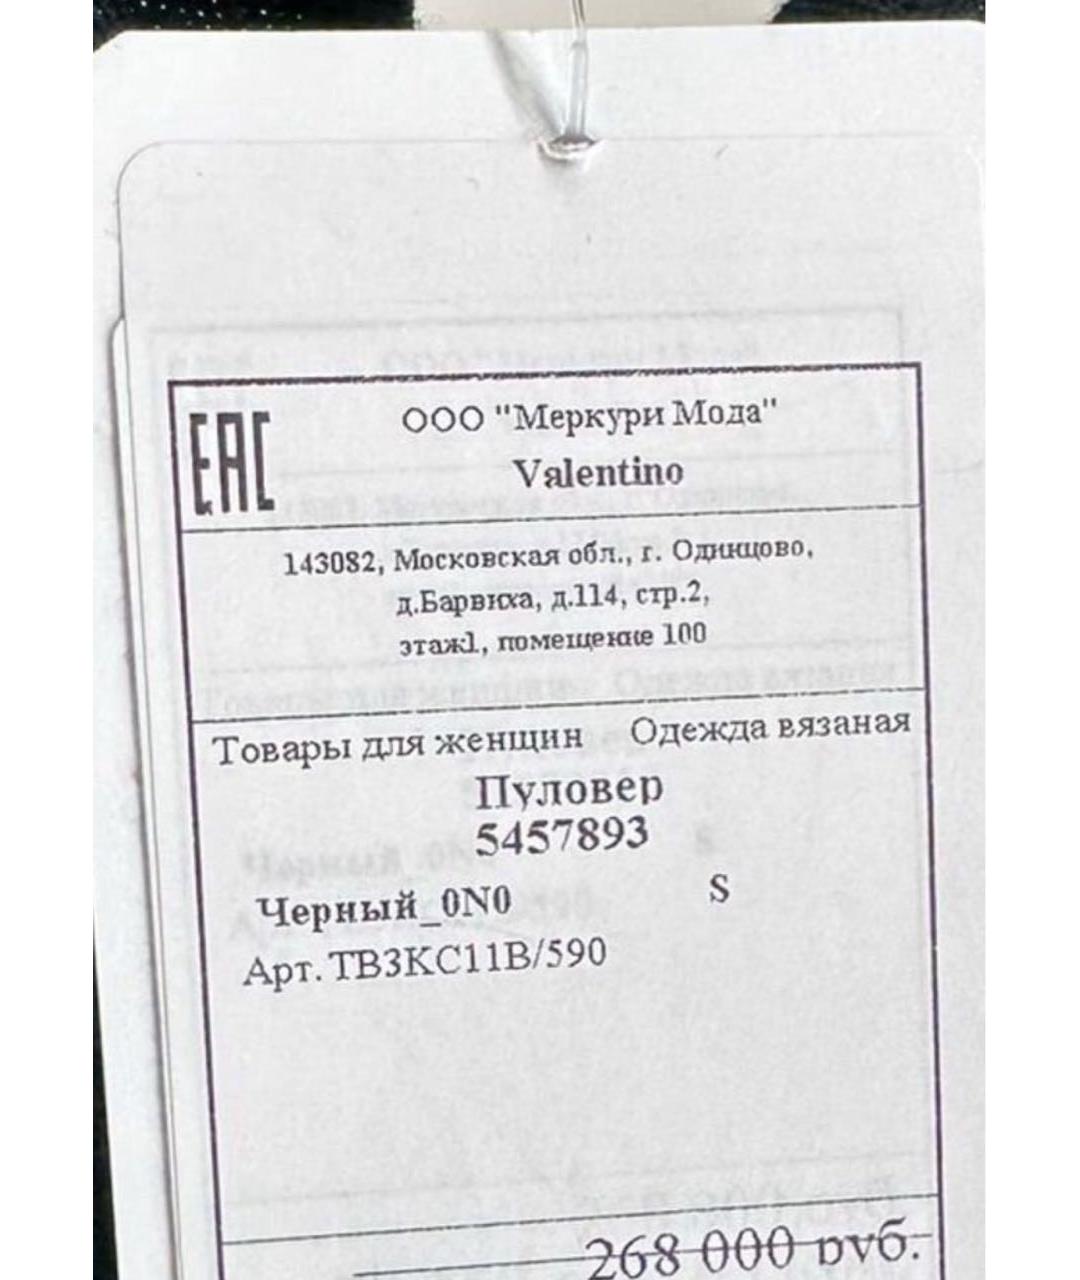 EAC
ООО "Меркури Мода"
Valentino
143082, Московская обл., г. Одинцово,
д.Барвиха, д.114, стр.2,
этаж1, помещение 100
Товары для женщин Одежда вязаная
Пуловер
5457893
Черный_0N0 S
Арт. TB3KC11B/590
268 000 руб.